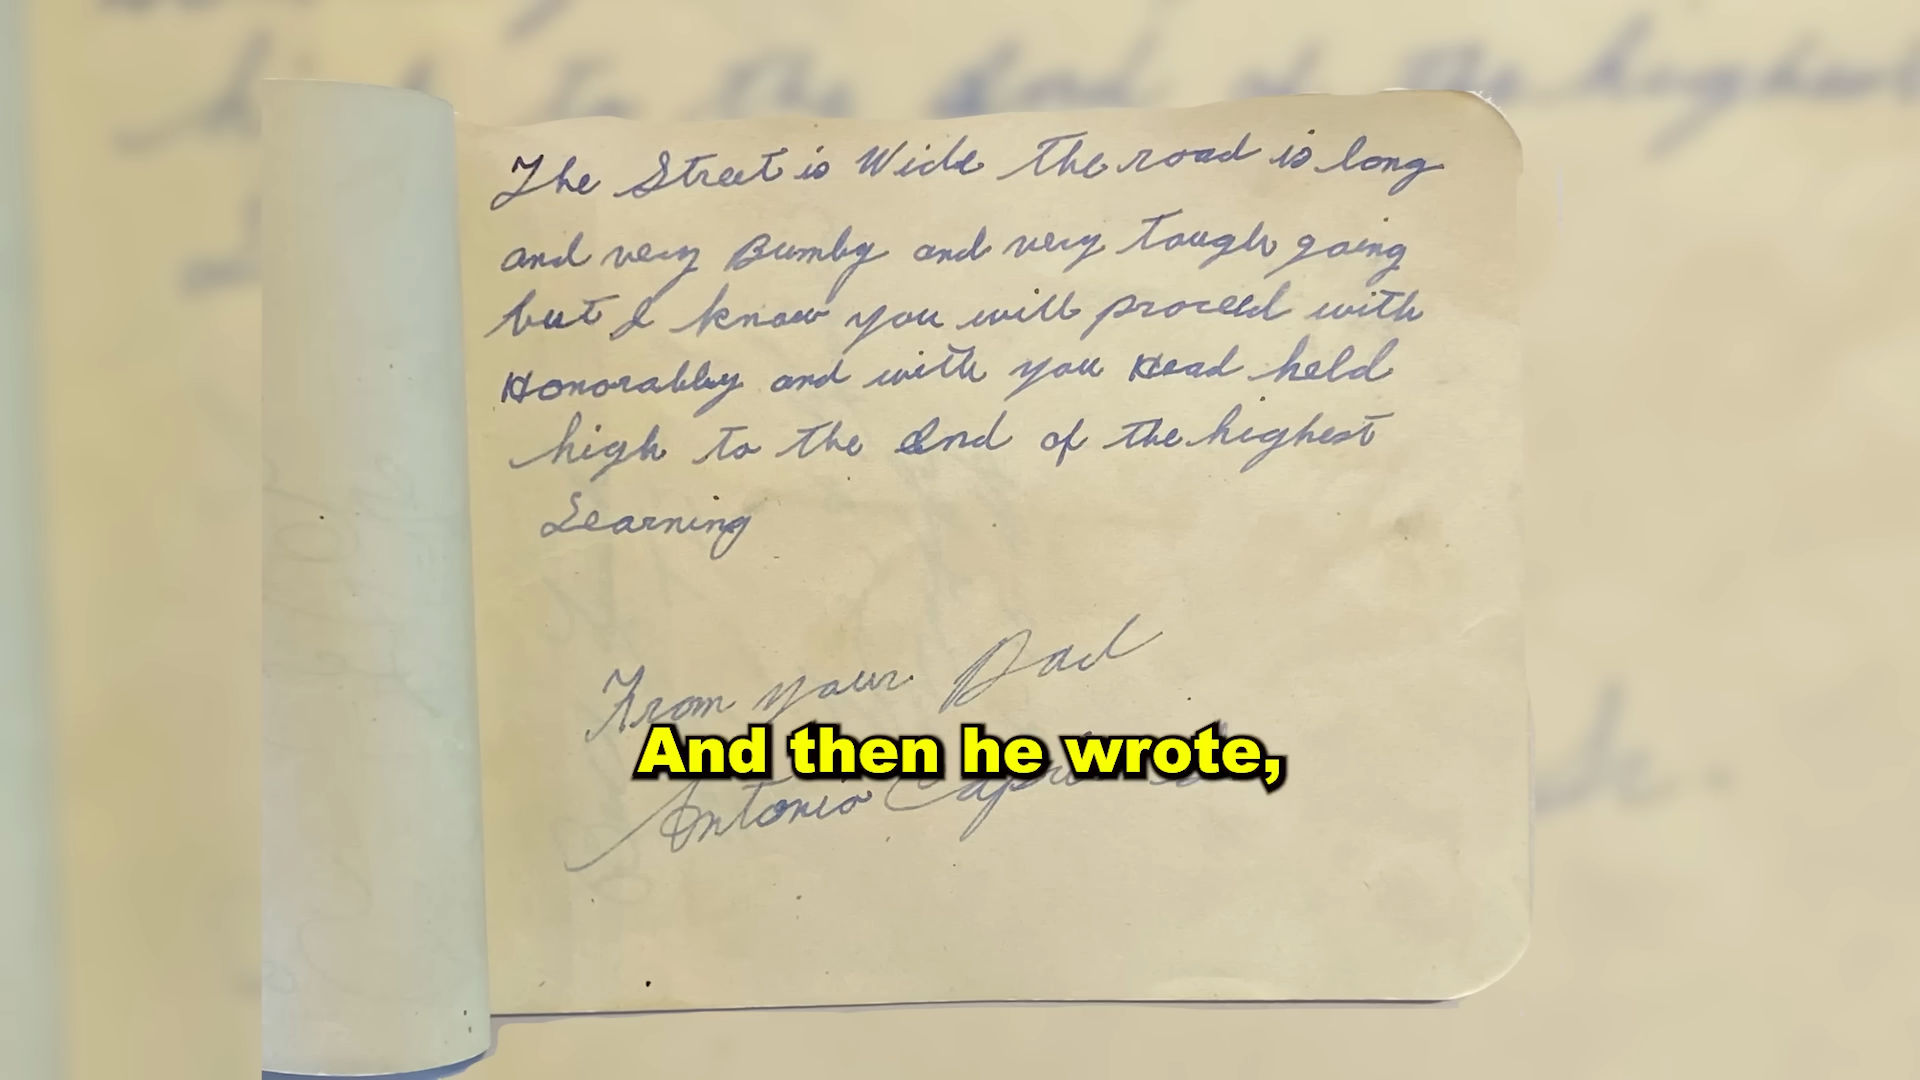 The Street is Wide the road is long
and very Bumby and very tough going
but I know you will proceed with
Honorabley and with you Head held
high to the End of the highest
Learning
From your Dad
And then he wrote,
Antonio